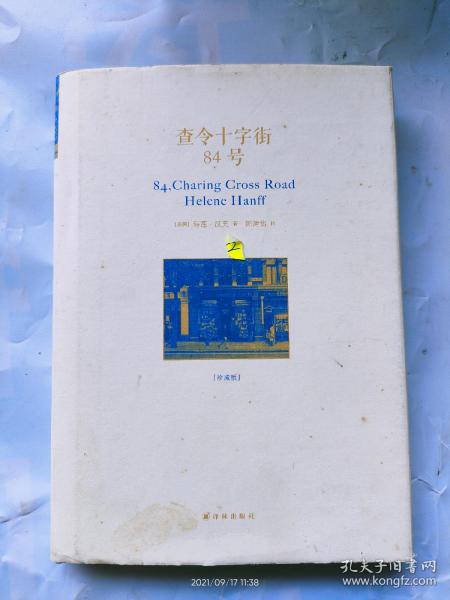 查令十字街
84号
84, Charing Cross Road
Helene Hanff
[美国] 海莲·汉芙 著 陈建铭 译
2
[珍藏版]
译林出版社
2021/09/17 11:38
孔夫子旧书网
www.kongfz.com